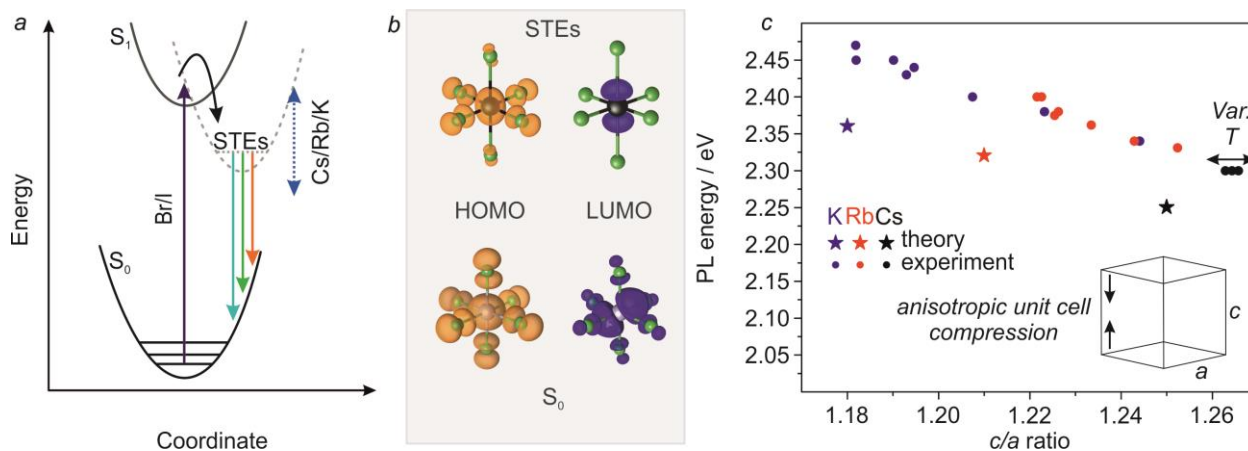 a
S1
STEs
Br/I
Cs/Rb/K
S0
Energy
Coordinate
b
STEs
HOMO
LUMO
S0
c
PL energy / eV
2.45
2.40
2.35
2.30
2.25
2.20
2.15
2.10
2.05
Var.
T
K Rb Cs
theory
experiment
anisotropic unit cell
compression
c
a
1.18
1.20
1.22
1.24
1.26
c/a ratio